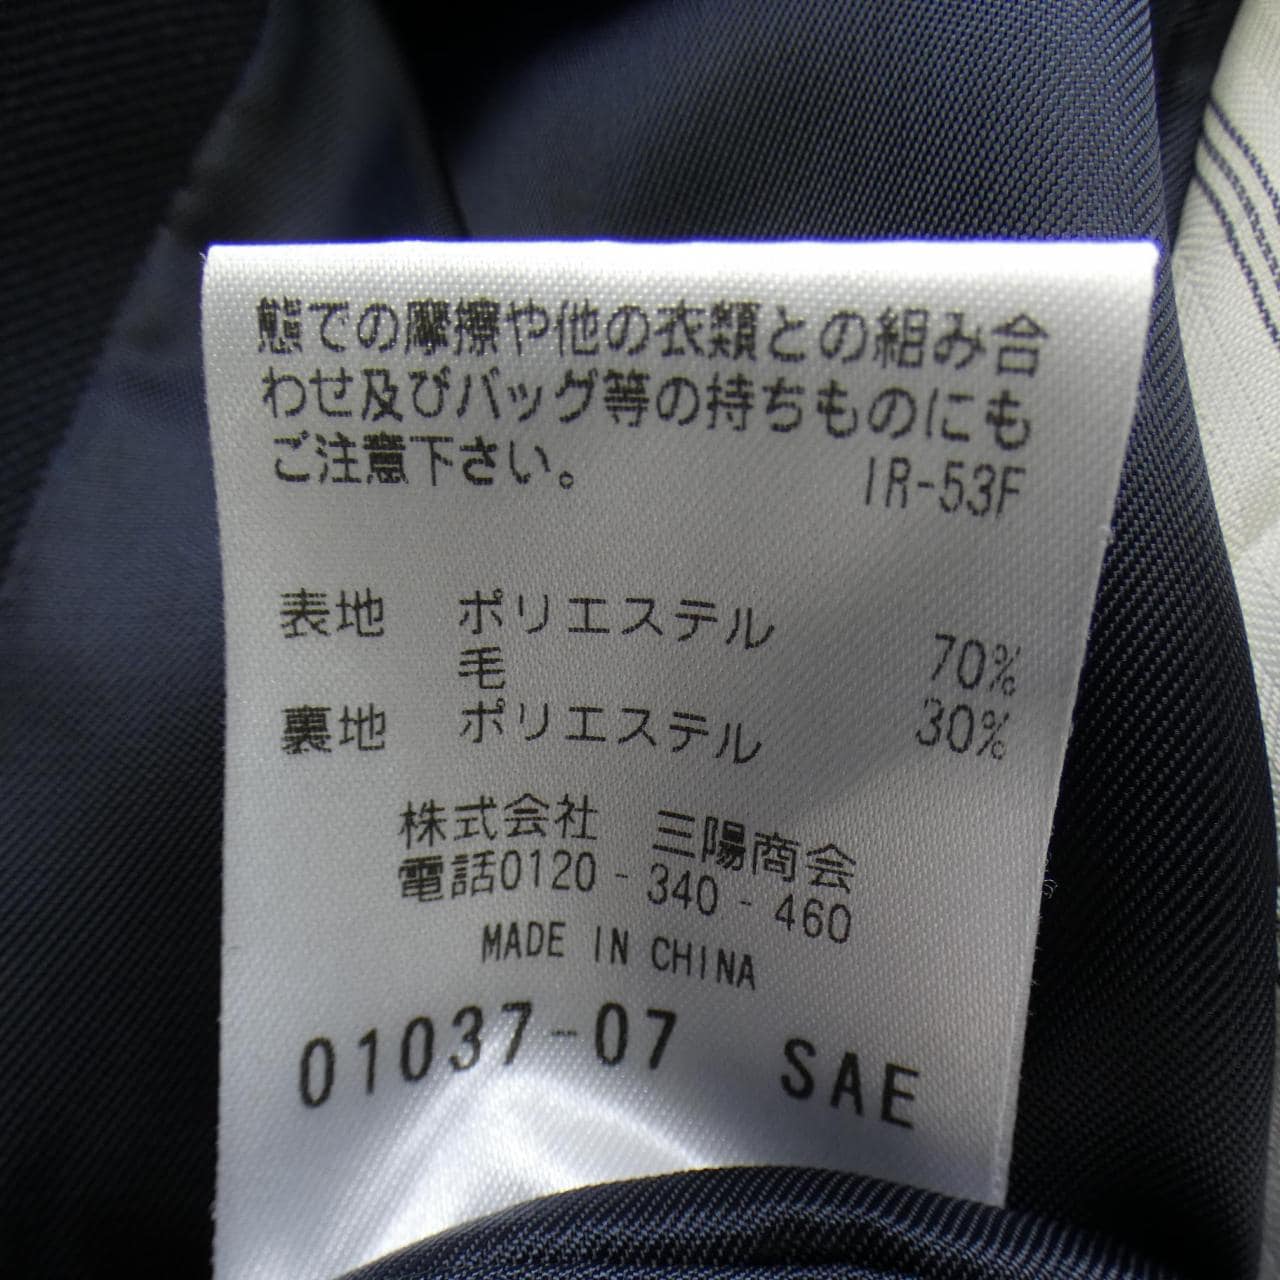 態での摩擦や他の衣類との組み合
わせ及びバッグ等の持ちものにも
ご注意下さい。
IR-53F
表地 ポリエステル 70%
毛 30%
裏地 ポリエステル
株式会社 三陽商会
電話0120-340-460
MADE IN CHINA
01037-07 SAE